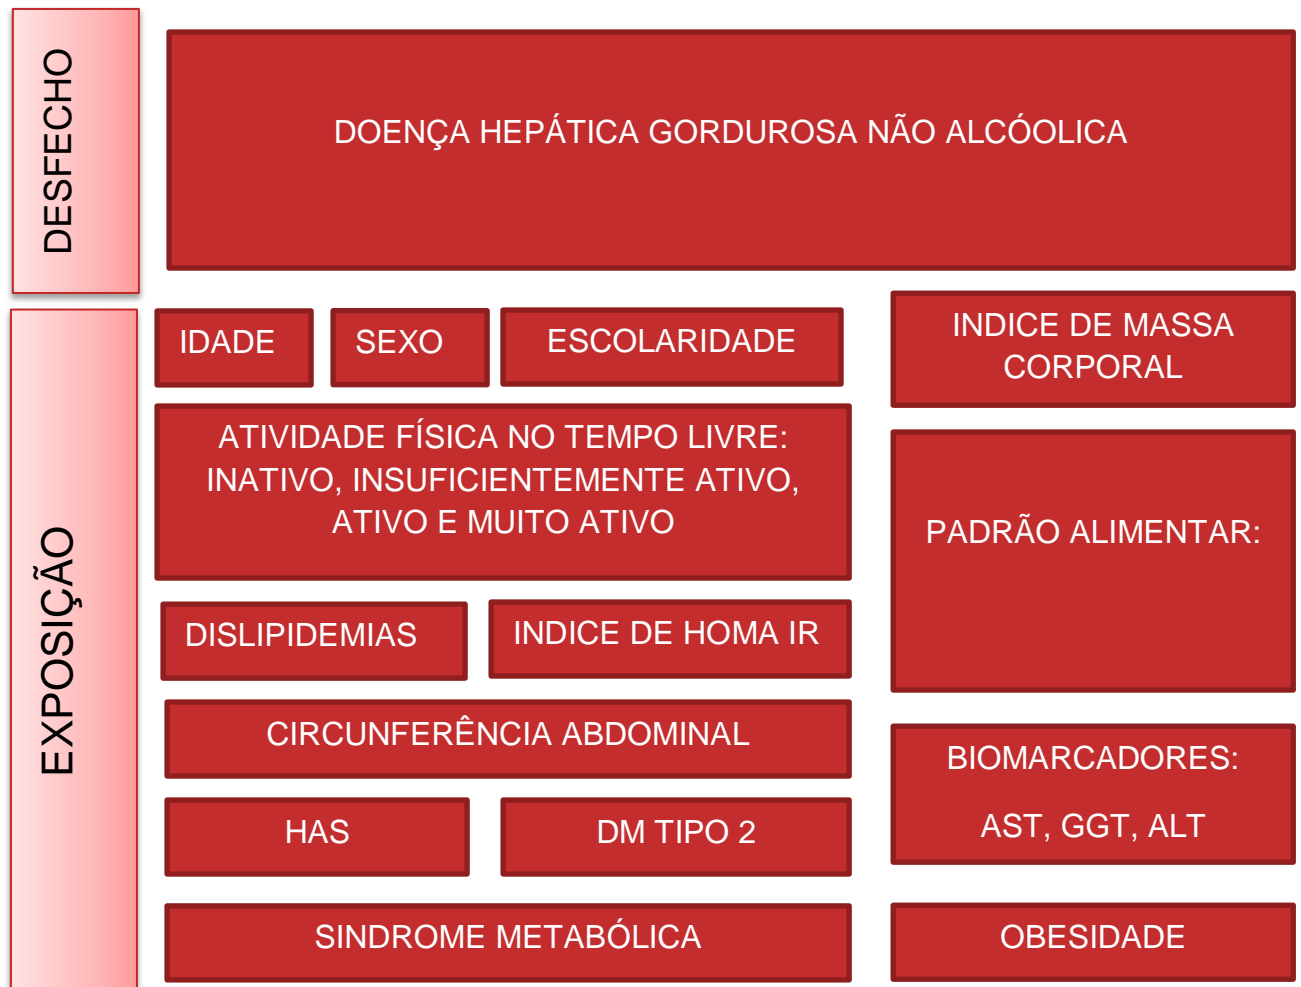 DESFECHO
DOENÇA HEPÁTICA GORDUROSA NÃO ALCÓOLICA
EXPOSIÇÃO
IDADE
SEXO
ESCOLARIDADE
INDICE DE MASSA
CORPORAL
ATIVIDADE FÍSICA NO TEMPO LIVRE:
INATIVO, INSUFICIENTEMENTE ATIVO,
ATIVO E MUITO ATIVO
PADRÃO ALIMENTAR:
DISLIPIDEMIAS
INDICE DE HOMA IR
CIRCUNFERÊNCIA ABDOMINAL
BIOMARCADORES:
AST, GGT, ALT
HAS
DM TIPO 2
SINDROME METABÓLICA
OBESIDADE